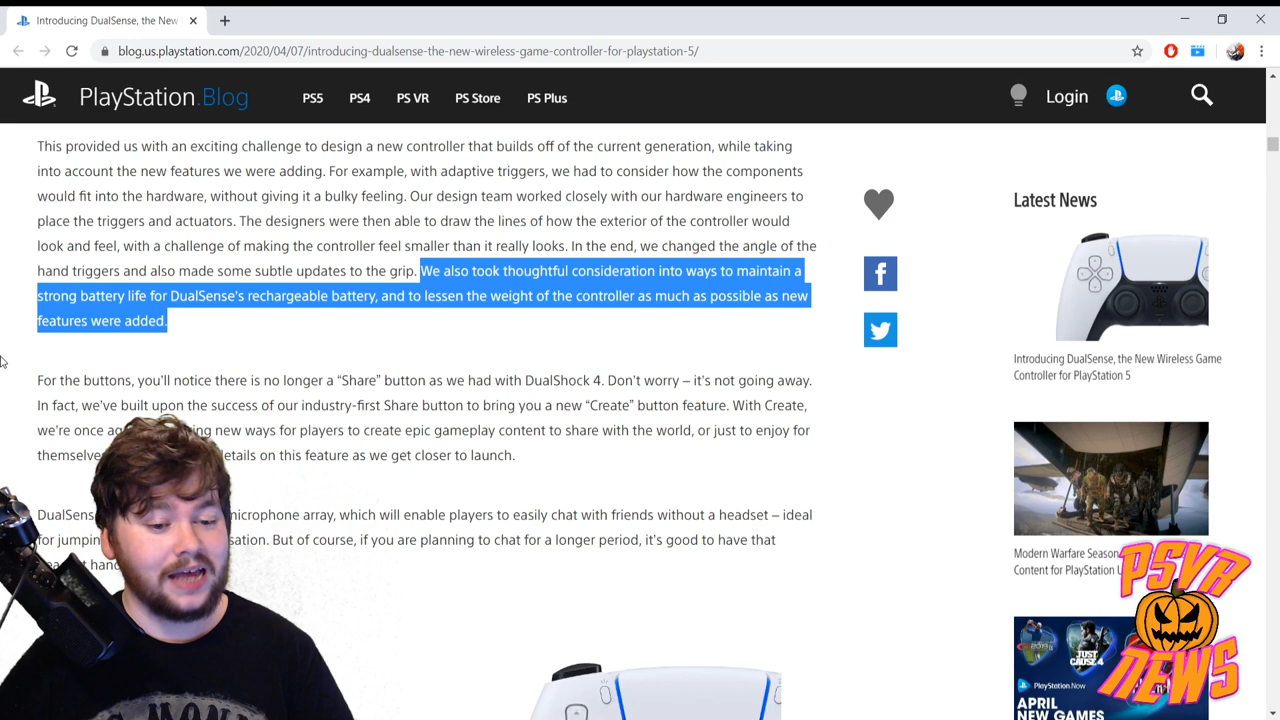 Introducing DualSense, the New
blog.us.playstation.com/2020/04/07/introducing-dualsense-the-new-wireless-game-controller-for-playstation-5/
PlayStation.Blog
PS5 PS4 PS VR PS Store PS Plus
Login
This provided us with an exciting challenge to design a new controller that builds off of the current generation, while taking
into account the new features we were adding. For example, with adaptive triggers, we had to consider how the components
would fit into the hardware, without giving it a bulky feeling. Our design team worked closely with our hardware engineers to
place the triggers and actuators. The designers were then able to draw the lines of how the exterior of the controller would
look and feel, with a challenge of making the controller feel smaller than it really looks. In the end, we changed the angle of the
hand triggers and also made some subtle updates to the grip. We also took thoughtful consideration into ways to maintain a
strong battery life for DualSense's rechargeable battery, and to lessen the weight of the controller as much as possible as new
features were added.
For the buttons, you'll notice there is no longer a “Share” button as we had with DualShock 4. Don't worry – it's not going away.
In fact, we've built upon the success of our industry-first Share button to bring you a new “Create” button feature. With Create,
we're once ing new ways for players to create epic gameplay content to share with the world, or just to enjoy for
themselve etails on this feature as we get closer to launch.
DualSens microphone array, which will enable players to easily chat with friends without a headset – ideal
for jumpin sation. But of course, if you are planning to chat for a longer period, it's good to have that
t hand
Latest News
Introducing DualSense, the New Wireless Game
Controller for PlayStation 5
Modern Warfare Season
Content for PlayStation
JUST
CAUSE 4
PlayStation.Now
APRIL
NEW GAMES
PSVR
NEWS